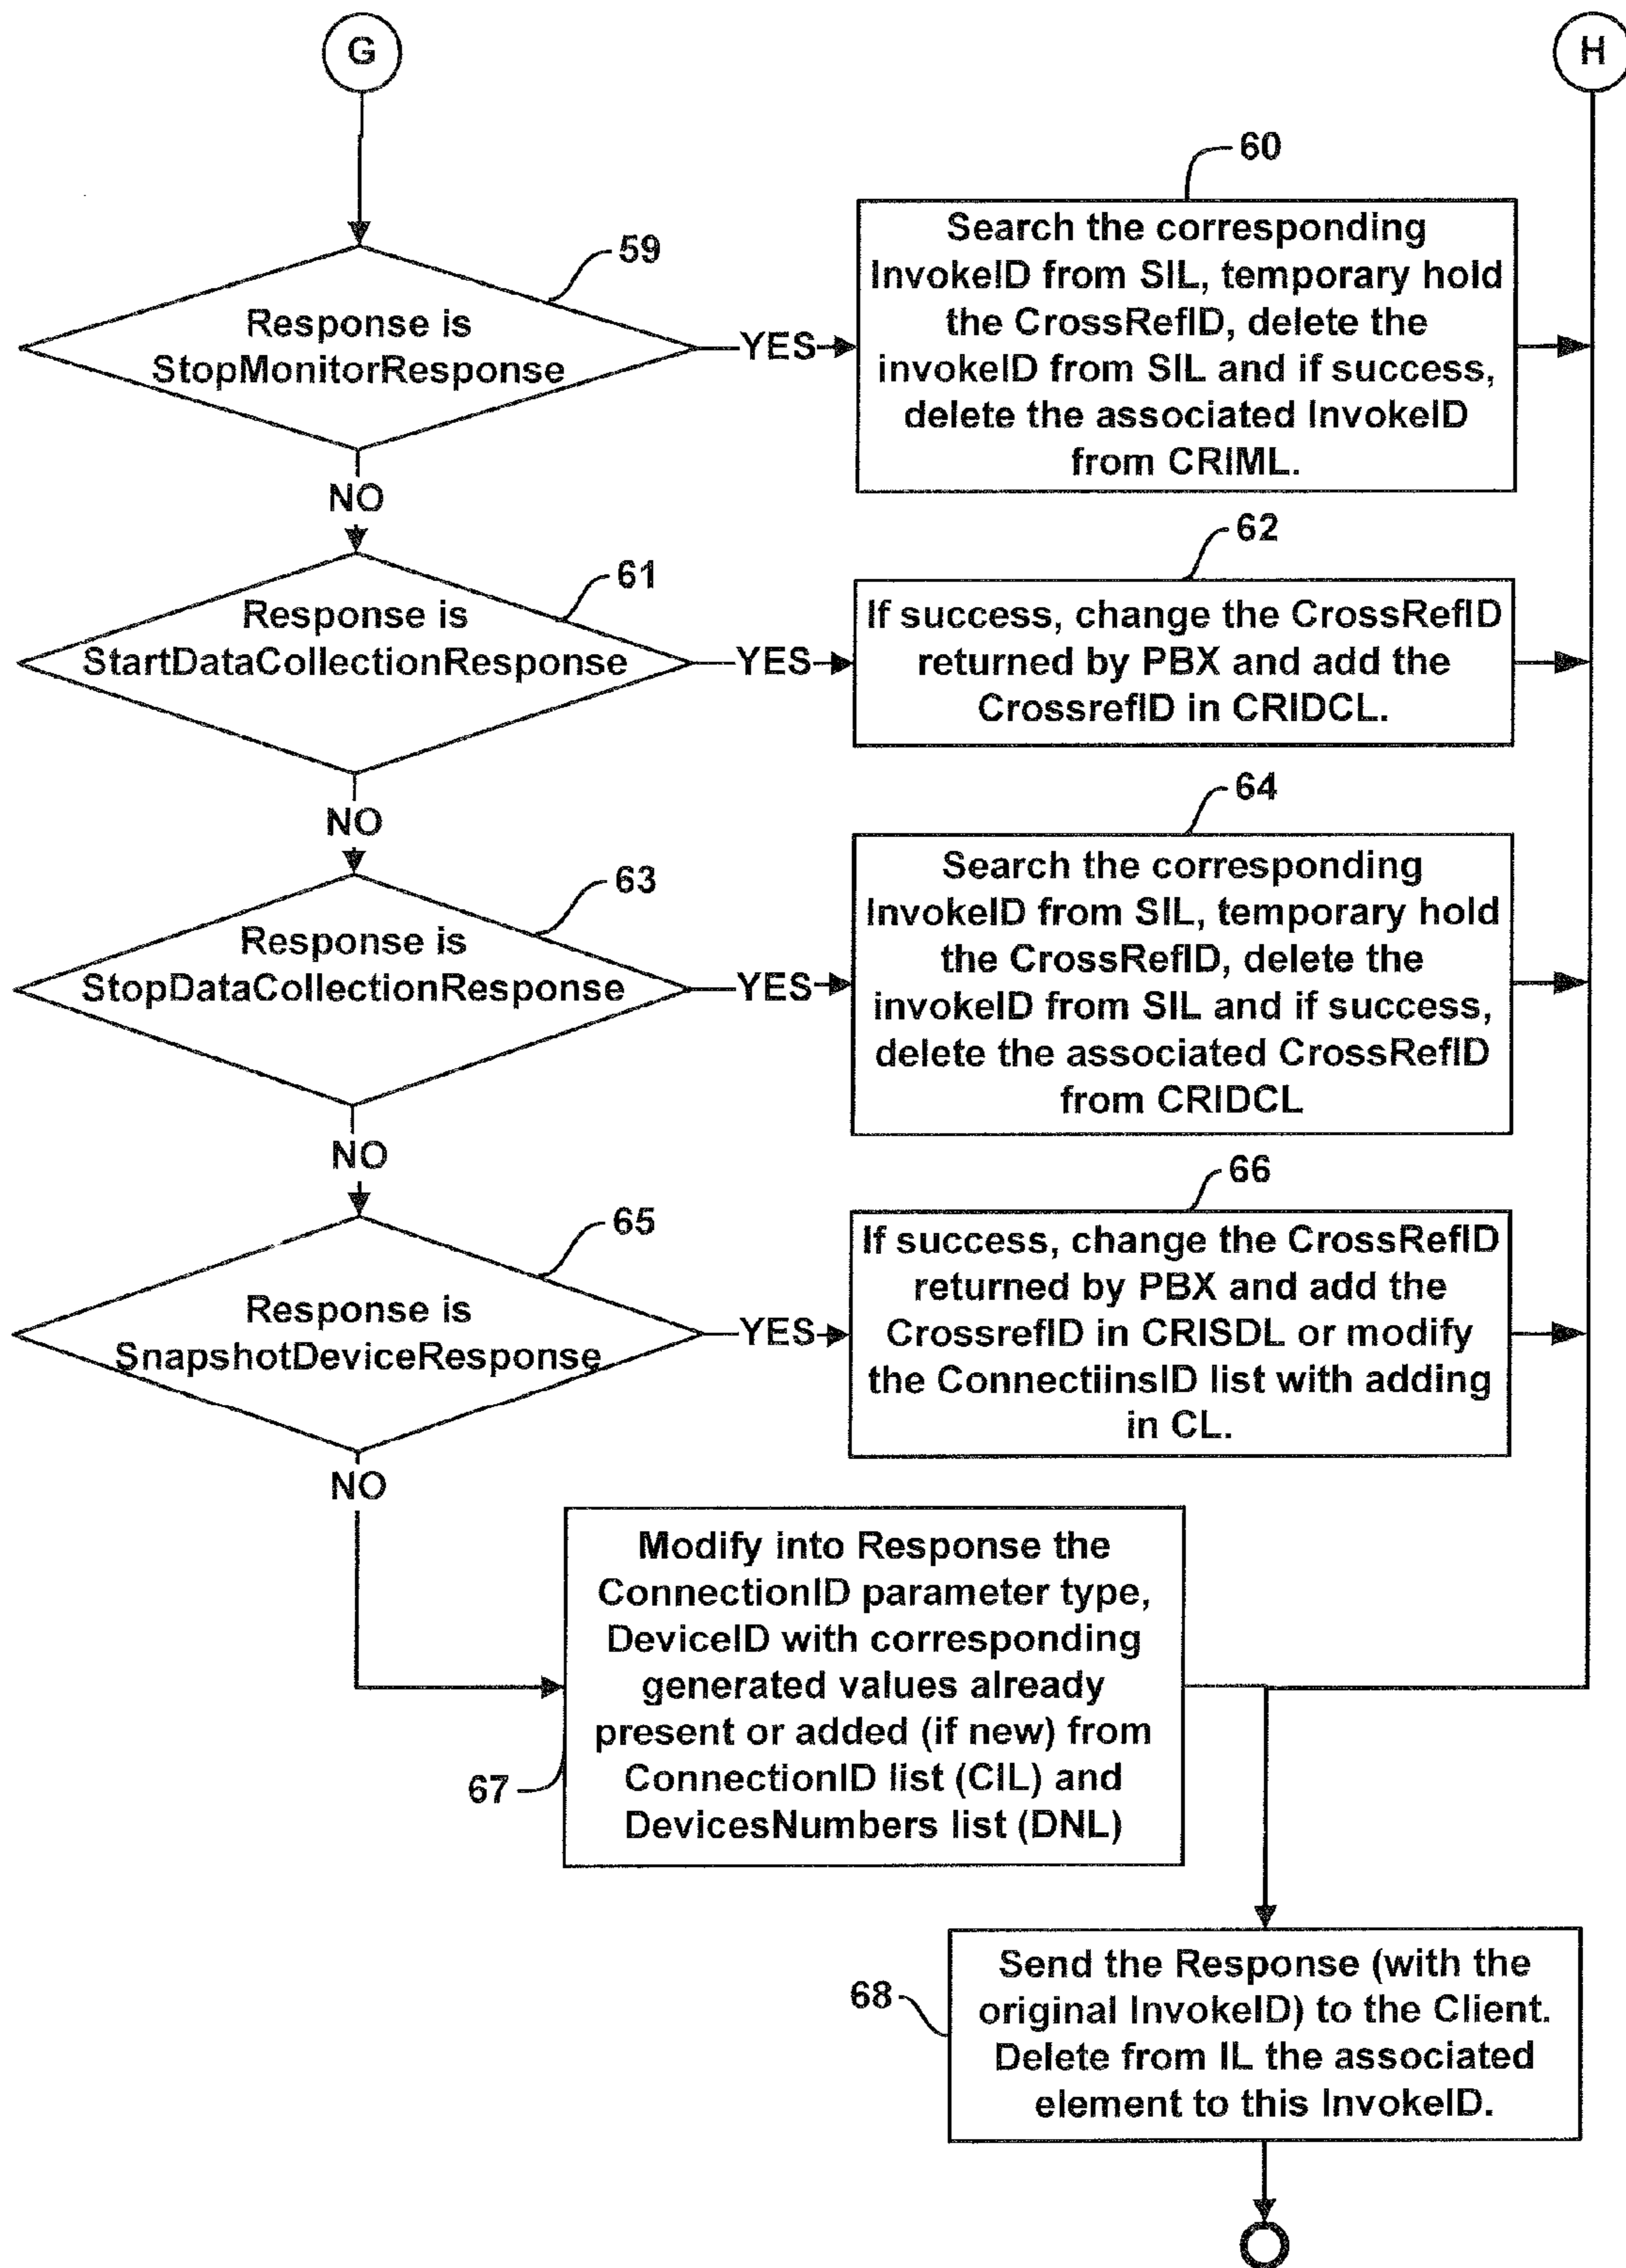 G
H
60
Search the corresponding
InvokeID from SIL, temporary hold
the CrossRefID, delete the
invokeID from SIL and if success,
delete the associated InvokeID
from CRIML.
59
Response is
StopMonitorResponse
YES
NO
62
If success, change the CrossRefID
returned by PBX and add the
CrossrefID in CRIDCL.
61
Response is
StartDataCollectionResponse
YES
NO
64
Search the corresponding
InvokeID from SIL, temporary hold
the CrossRefID, delete the
invokeID from SIL and if success,
delete the associated CrossRefID
from CRIDCL
63
Response is
StopDataCollectionResponse
YES
NO
66
If success, change the CrossRefID
returned by PBX and add the
CrossrefID in CRISDL or modify
the ConnectiinsID list with adding
in CL.
65
Response is
SnapshotDeviceResponse
YES
NO
Modify into Response the
ConnectionID parameter type,
DeviceID with corresponding
generated values already
present or added (if new) from
ConnectionID list (CIL) and
DevicesNumbers list (DNL)
67
Send the Response (with the
original InvokeID) to the Client.
Delete from IL the associated
element to this InvokeID.
68